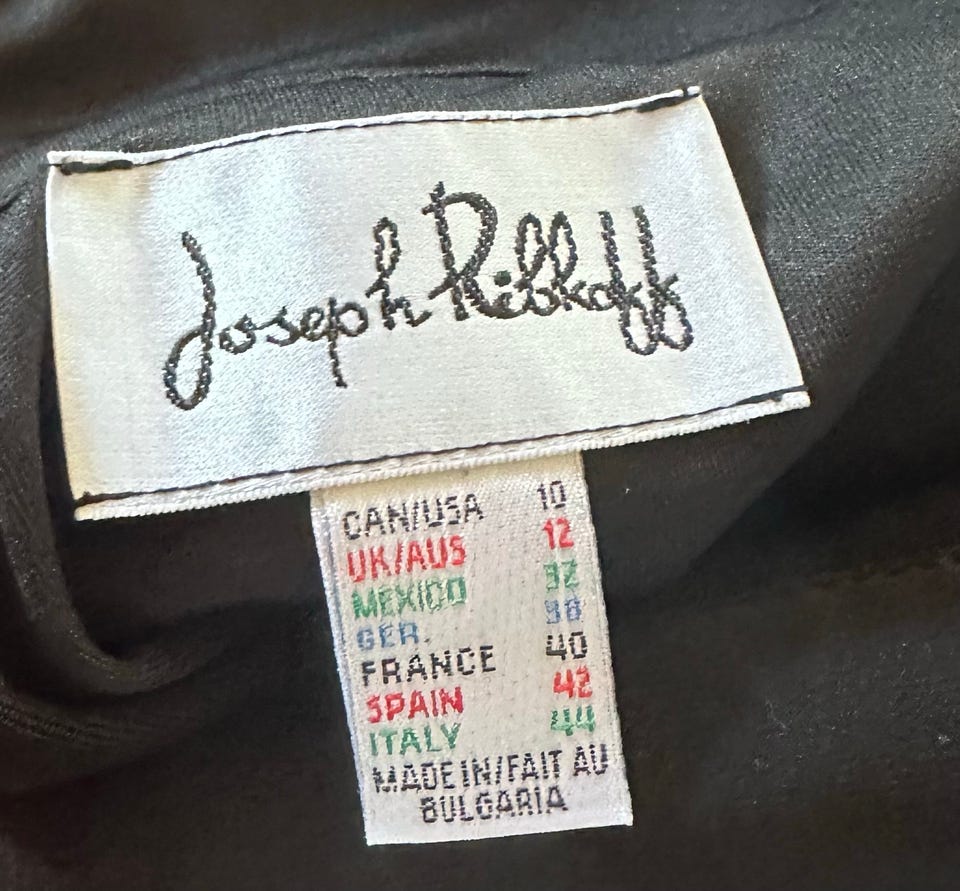 Joseph Ribkoff
CAN/USA 10
UK/AUS 12
MEXICO 32
GER. 38
FRANCE 40
SPAIN 42
ITALY 44
MADE IN/FAIT AU
BULGARIA